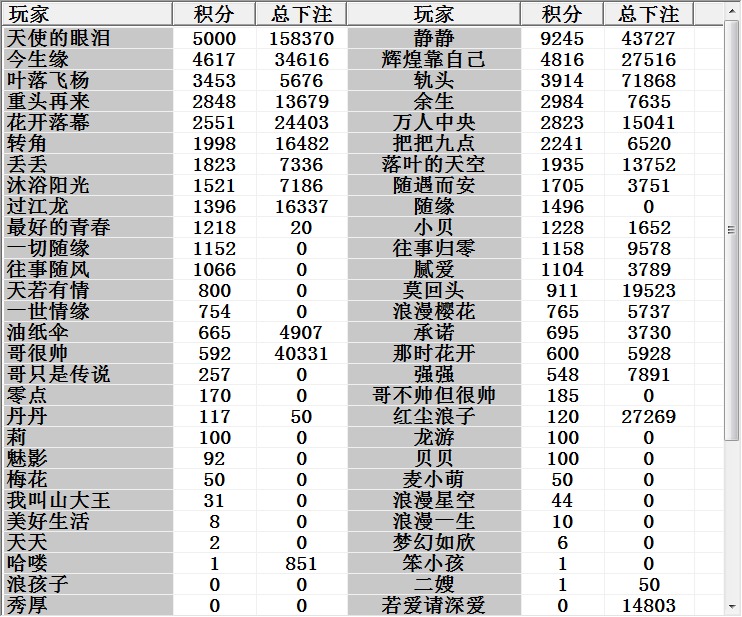 玩家 积分 总下注 玩家 积分 总下注
天使的眼泪 5000 158370 静静 9245 43727
今生缘 4617 34616 辉煌靠自己 4816 27516
叶落飞杨 3453 5676 轨头 3914 71868
重头再来 2848 13679 余生 2984 7635
花开落幕 2551 24403 万人中央 2823 15041
转角 1998 16482 把把九点 2241 6520
丢丢 1823 7336 落叶的天空 1935 13752
沐浴阳光 1521 7186 随遇而安 1705 3751
过江龙 1396 16337 随缘 1496 0
最好的青春 1218 20 小贝 1228 1652
一切随缘 1152 0 往事归零 1158 9578
往事随风 1066 0 腻爱 1104 3789
天若有情 800 0 莫回头 911 19523
一世情缘 754 0 浪漫樱花 765 5737
油纸伞 665 4907 承诺 695 3730
哥很帅 592 40331 那时花开 600 5928
哥只是传说 257 0 强强 548 7891
零点 170 0 哥不帅但很帅 185 0
丹丹 117 50 红尘浪子 120 27269
莉 100 0 龙游 100 0
魅影 92 0 贝贝 100 0
梅花 50 0 麦小萌 50 0
我叫山大王 31 0 浪漫星空 44 0
美好生活 8 0 浪漫一生 10 0
天天 2 0 梦幻如欣 6 0
哈喽 1 851 笨小孩 1 0
浪孩子 0 0 二嫂 1 50
秀厚 0 0 若爱请深爱 0 14803